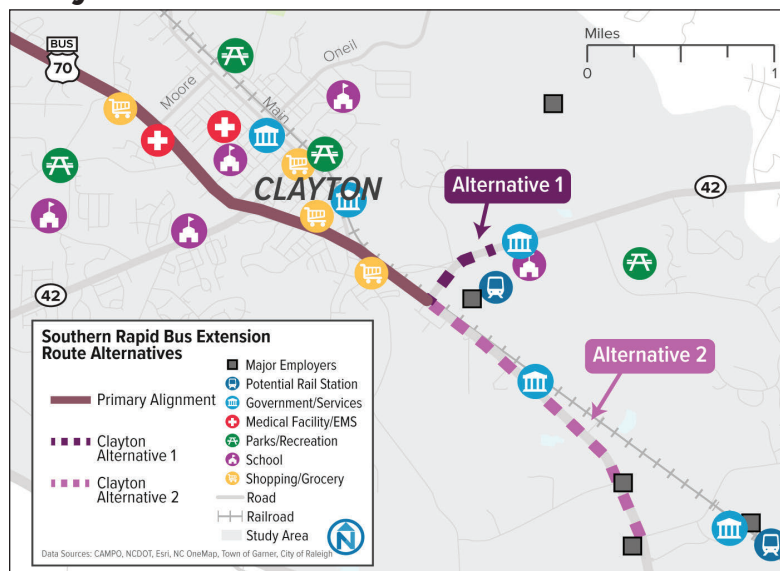 BUS
70
Miles
0
1
Oneil
Moore
Main
CLAYTON
Alternative 1
42
42
Alternative 2
Southern Rapid Bus Extension
Route Alternatives
Primary Alignment
Clayton
Alternative 1
Clayton
Alternative 2
Major Employers
Potential Rail Station
Government/Services
Medical Facility/EMS
Parks/Recreation
School
Shopping/Grocery
Road
Railroad
Study Area
N
Data Sources: CAMPO, NCDOT, Esri, NC OneMap, Town of Garner, City of Raleigh